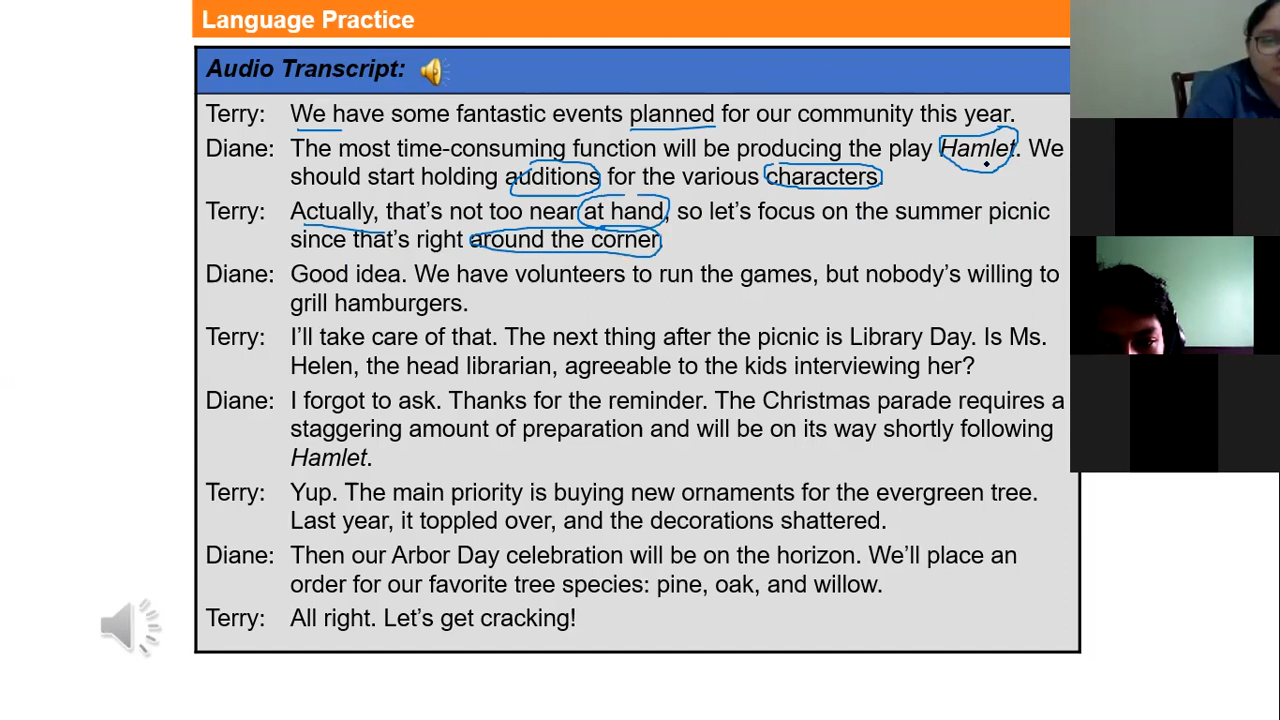 Language Practice
Audio Transcript:
Terry: We have some fantastic events planned for our community this year.
Diane: The most time-consuming function will be producing the play Hamlet. We
should start holding auditions for the various characters.
Terry: Actually, that's not too near at hand, so let's focus on the summer picnic
since that's right around the corner.
Diane: Good idea. We have volunteers to run the games, but nobody's willing to
grill hamburgers.
Terry: I'll take care of that. The next thing after the picnic is Library Day. Is Ms.
Helen, the head librarian, agreeable to the kids interviewing her?
Diane: I forgot to ask. Thanks for the reminder. The Christmas parade requires a
staggering amount of preparation and will be on its way shortly following
Hamlet.
Terry: Yup. The main priority is buying new ornaments for the evergreen tree.
Last year, it toppled over, and the decorations shattered.
Diane: Then our Arbor Day celebration will be on the horizon. We'll place an
order for our favorite tree species: pine, oak, and willow.
Terry: All right. Let's get cracking!